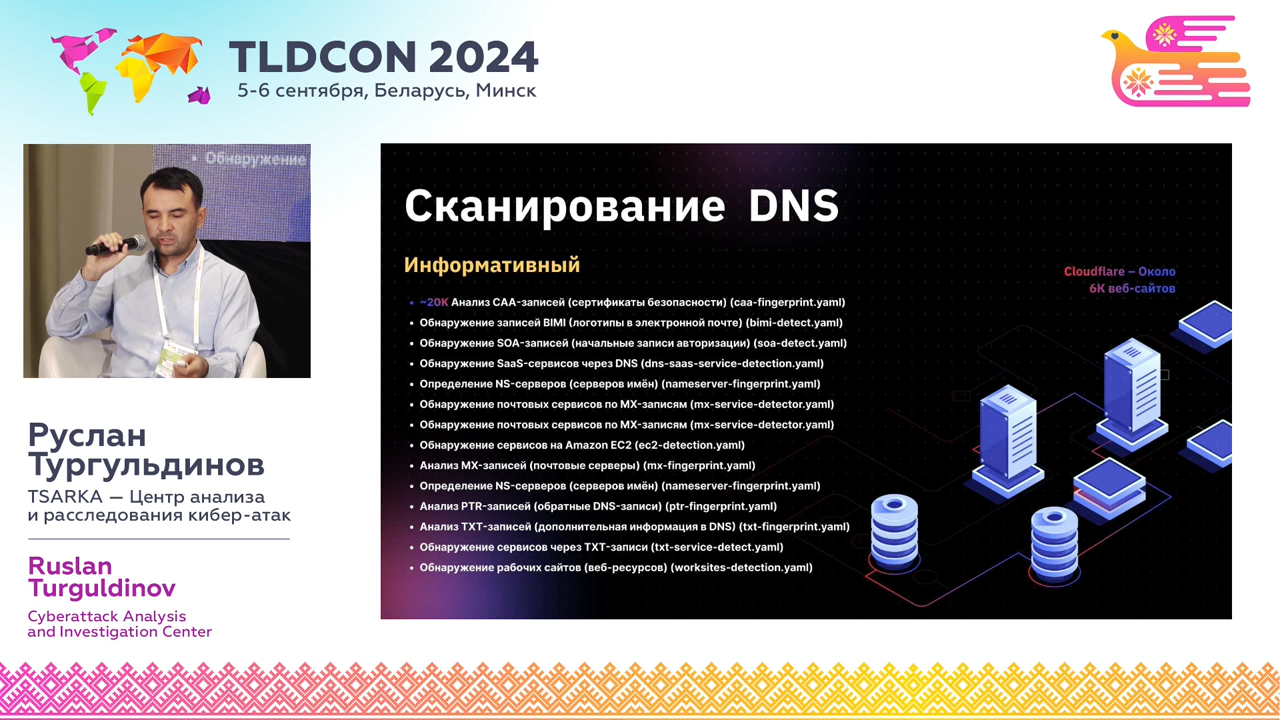 TLDCON 2024
5-6 сентября, Беларусь, Минск
• Обнаружение
Руслан
Тургульдинов
TSARKA — Центр анализа
и расследования кибер-атак
Ruslan
Turguldinov
Cyberattack Analysis
and Investigation Center
Сканирование DNS
Информативный
Cloudflare – Около
6K веб-сайтов
• ~20K Анализ CAA-записей (сертификаты безопасности) (caa-fingerprint.yaml)
• Обнаружение записей BIMI (логотипы в электронной почте) (bimi-detect.yaml)
• Обнаружение SOA-записей (начальные записи авторизации) (soa-detect.yaml)
• Обнаружение SaaS-сервисов через DNS (dns-saas-service-detection.yaml)
• Определение NS-серверов (серверов имён) (nameserver-fingerprint.yaml)
• Обнаружение почтовых сервисов по MX-записям (mx-service-detector.yaml)
• Обнаружение почтовых сервисов по MX-записям (mx-service-detector.yaml)
• Обнаружение сервисов на Amazon EC2 (ec2-detection.yaml)
• Анализ MX-записей (почтовые серверы) (mx-fingerprint.yaml)
• Определение NS-серверов (серверов имён) (nameserver-fingerprint.yaml)
• Анализ PTR-записей (обратные DNS-записи) (ptr-fingerprint.yaml)
• Анализ TXT-записей (дополнительная информация в DNS) (txt-fingerprint.yaml)
• Обнаружение сервисов через TXT-записи (txt-service-detect.yaml)
• Обнаружение рабочих сайтов (веб-ресурсов) (worksites-detection.yaml)